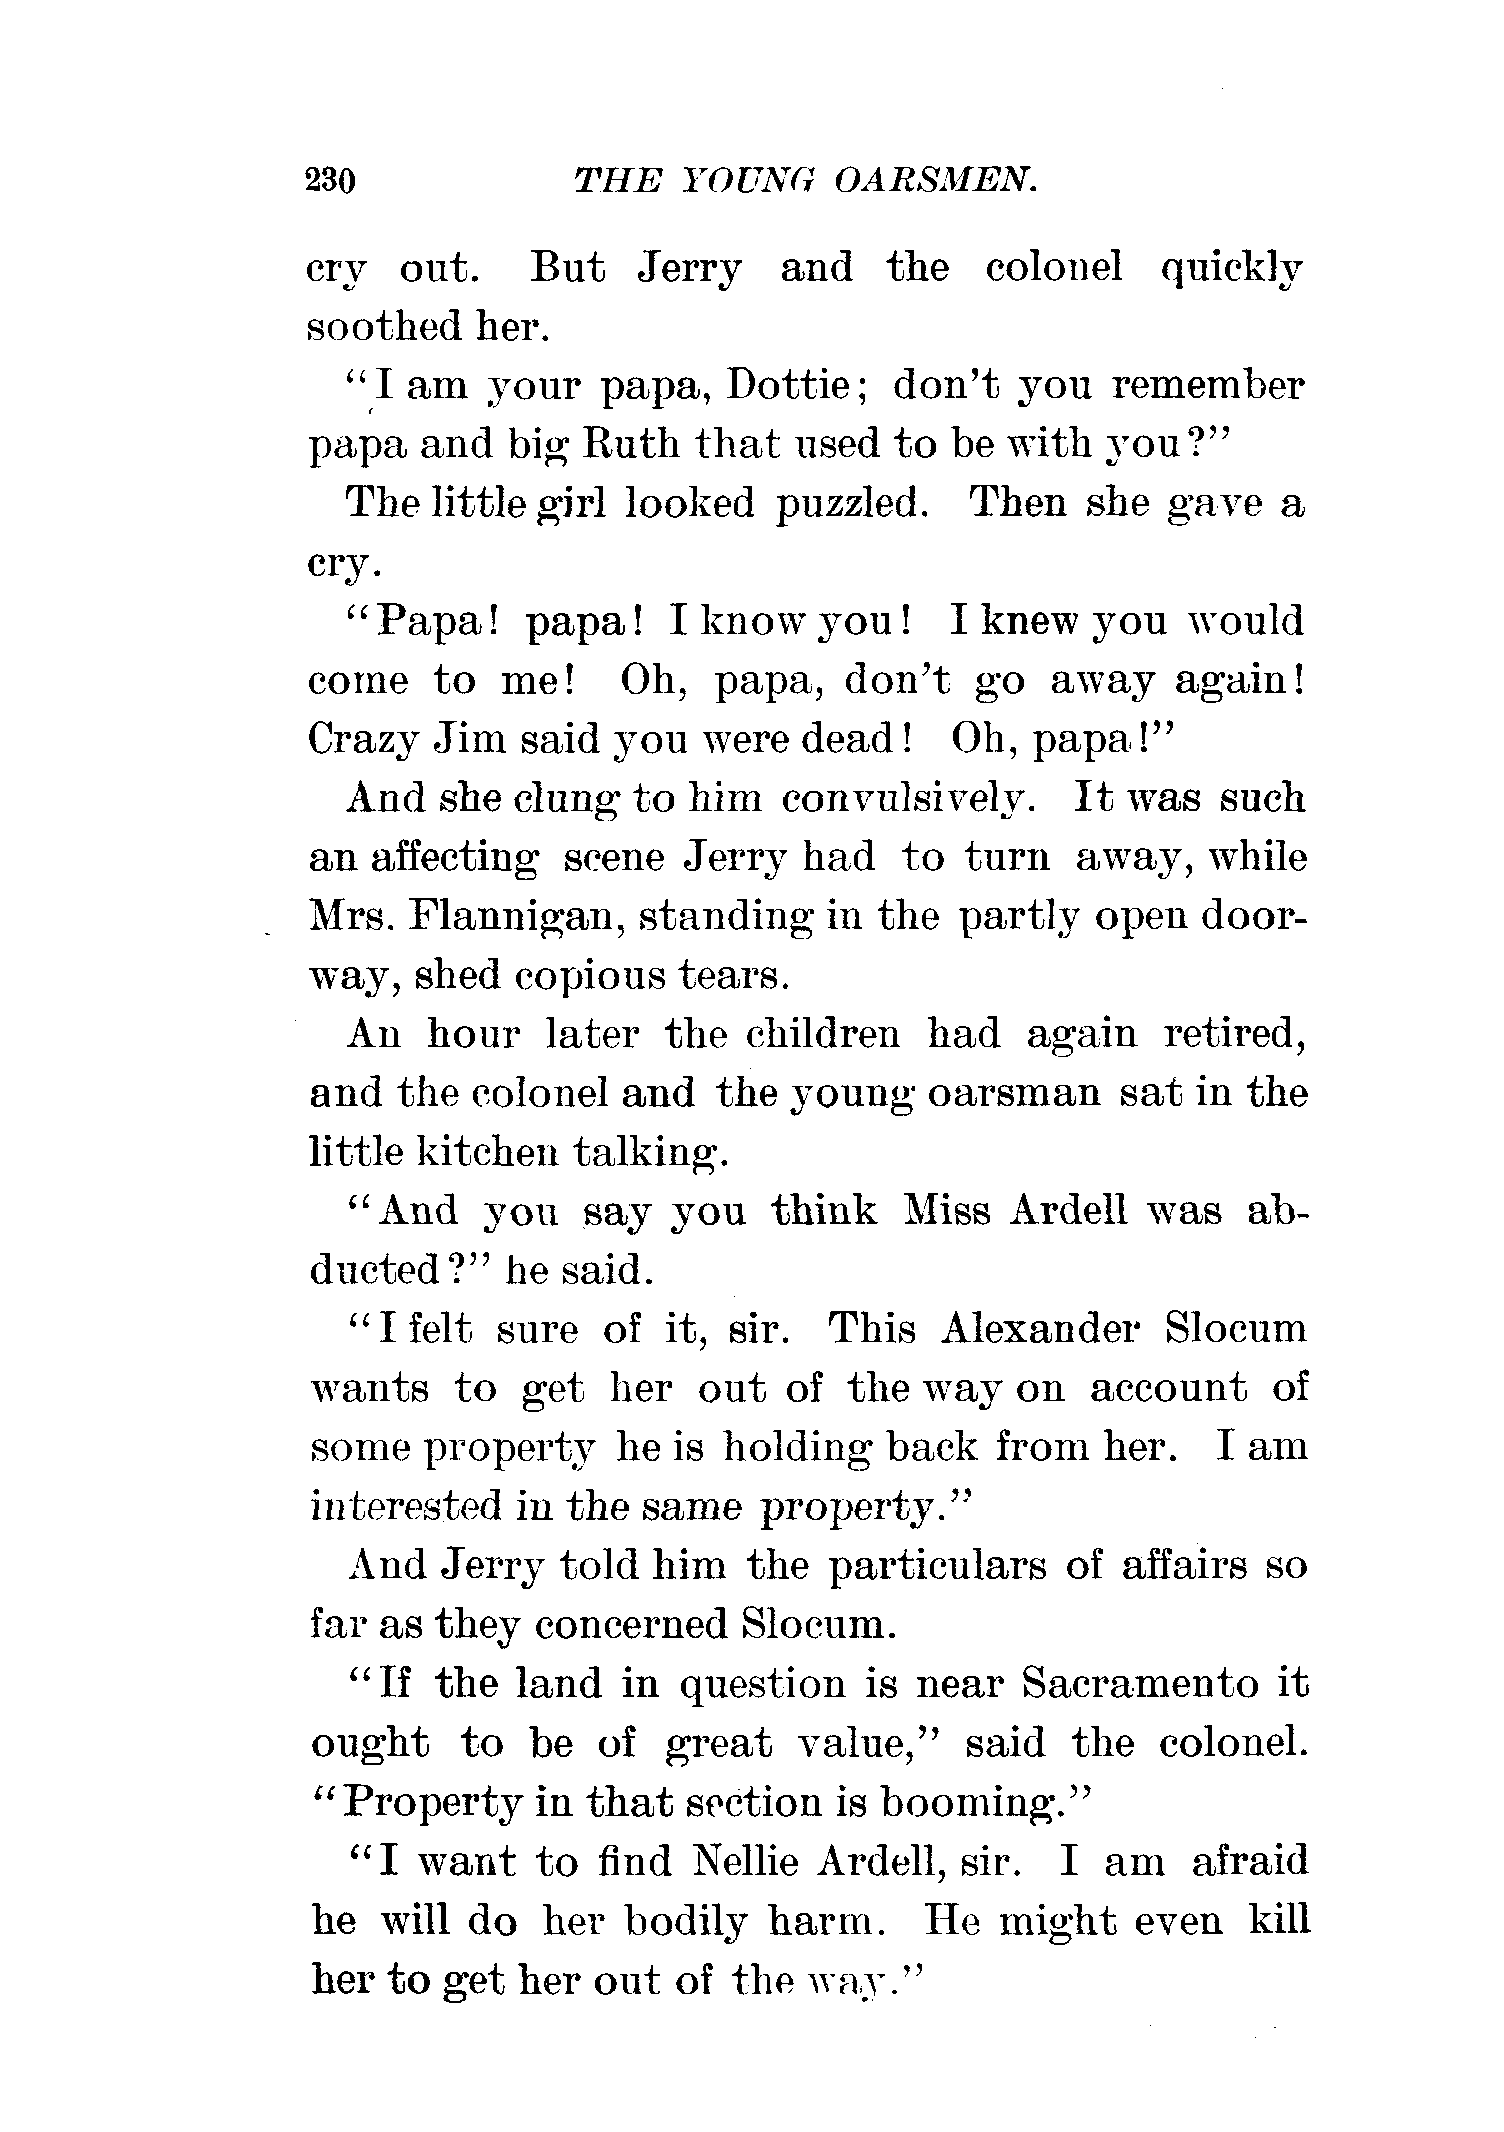 230 THE YOUNG OARSMEN.
cry out. But Jerry and the colonel quickly
soothed her.
"I am your papa, Dottie; don't you remember
papa and big Ruth that used to be with you?"
The little girl looked puzzled. Then she gave a
cry.
"Papa! papa! I know you! I knew you would
come to me! Oh, papa, don't go away again!
Crazy Jim said you were dead! Oh, papa!"
And she clung to him convulsively. It was such
an affecting scene Jerry had to turn away, while
Mrs. Flannigan, standing in the partly open door-
way, shed copious tears.
An hour later the children had again retired,
and the colonel and the young oarsman sat in the
little kitchen talking.
"And you say you think Miss Ardell was ab-
ducted?" he said.
"I felt sure of it, sir. This Alexander Slocum
wants to get her out of the way on account of
some property he is holding back from her. I am
interested in the same property."
And Jerry told him the particulars of affairs so
far as they concerned Slocum.
"If the land in question is near Sacramento it
ought to be of great value," said the colonel.
"Property in that section is booming."
"I want to find Nellie Ardell, sir. I am afraid
he will do her bodily harm. He might even kill
her to get her out of the way."